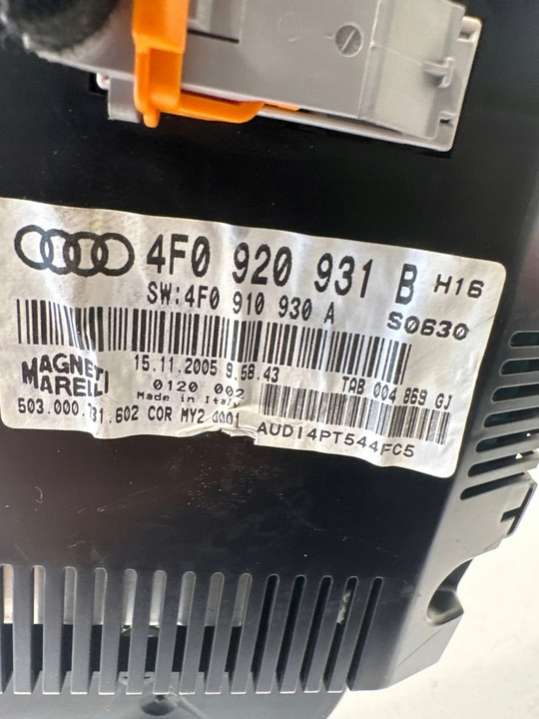 4F0 920 931 B H16
SW:4F0 910 930 A S0630
MAGNETI MARELLI
15.11.2005 9.58.43 TAB 004 869 GJ
0120 002
Made in Italy
503.000.731.602 COR MY2 0001
AUDI4PT544FC5